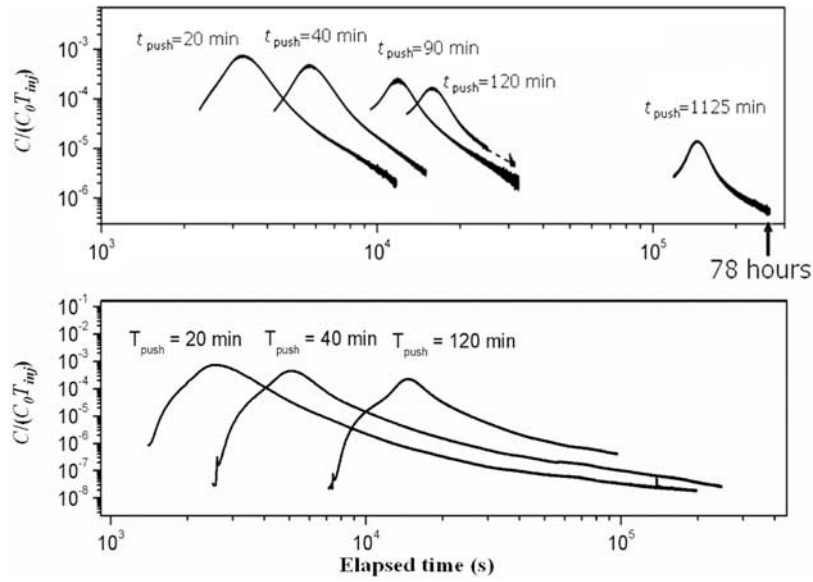 10⁻³
10⁻⁴
10⁻⁵
10⁻⁶
C/(C₀T_inj)
t_push=20 min
t_push=40 min
t_push=90 min
t_push=120 min
t_push=1125 min
10³
10⁴
10⁵
78 hours
10⁻¹
10⁻²
10⁻³
10⁻⁴
10⁻⁵
10⁻⁶
10⁻⁷
10⁻⁸
C/(C₀T_inj)
T_push = 20 min
T_push = 40 min
T_push = 120 min
10³
10⁴
10⁵
Elapsed time (s)